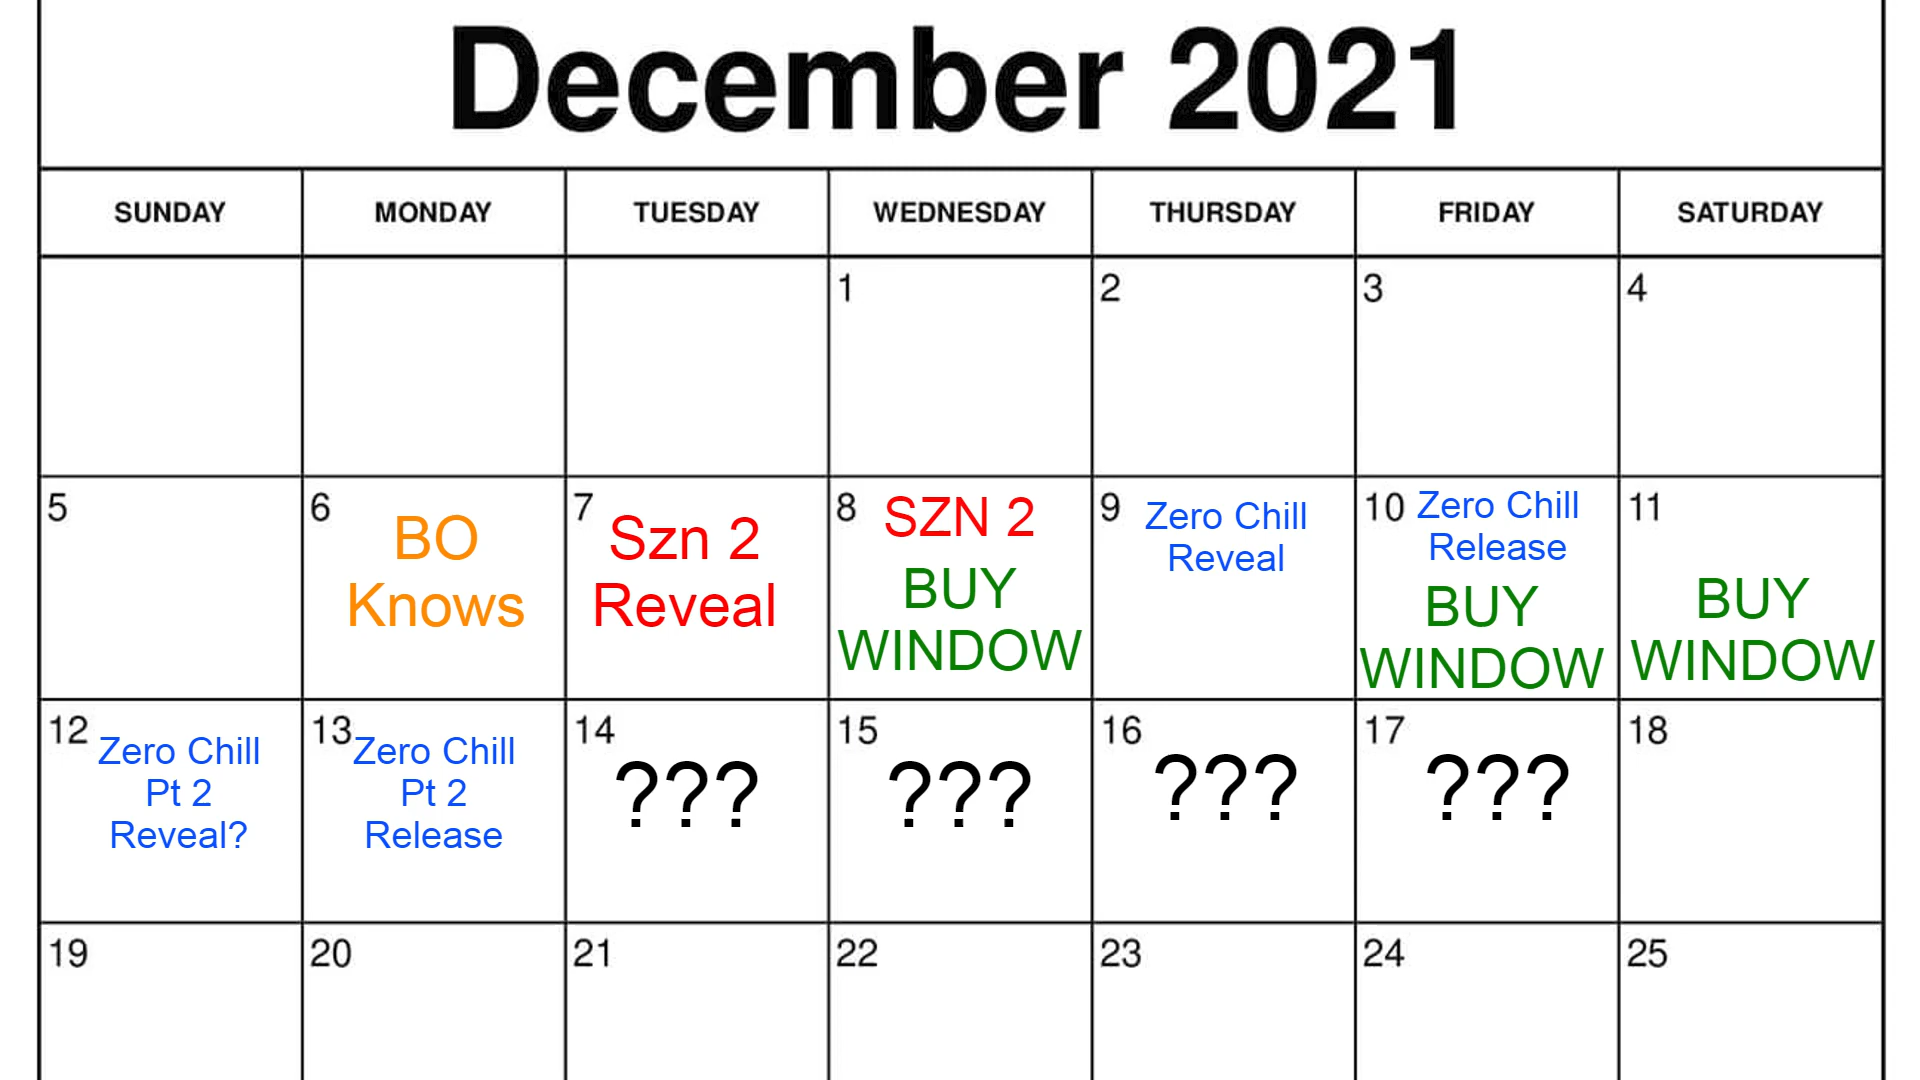 December 2021
SUNDAY MONDAY TUESDAY WEDNESDAY THURSDAY FRIDAY SATURDAY
1 2 3 4
5
6
BO
Knows
7
Szn 2
Reveal
8
SZN 2
BUY
WINDOW
9
Zero Chill
Reveal
10
Zero Chill
Release
BUY
WINDOW
11
BUY
WINDOW
12
Zero Chill
Pt 2
Reveal?
13
Zero Chill
Pt 2
Release
14
???
15
???
16
???
17
???
18
19 20 21 22 23 24 25